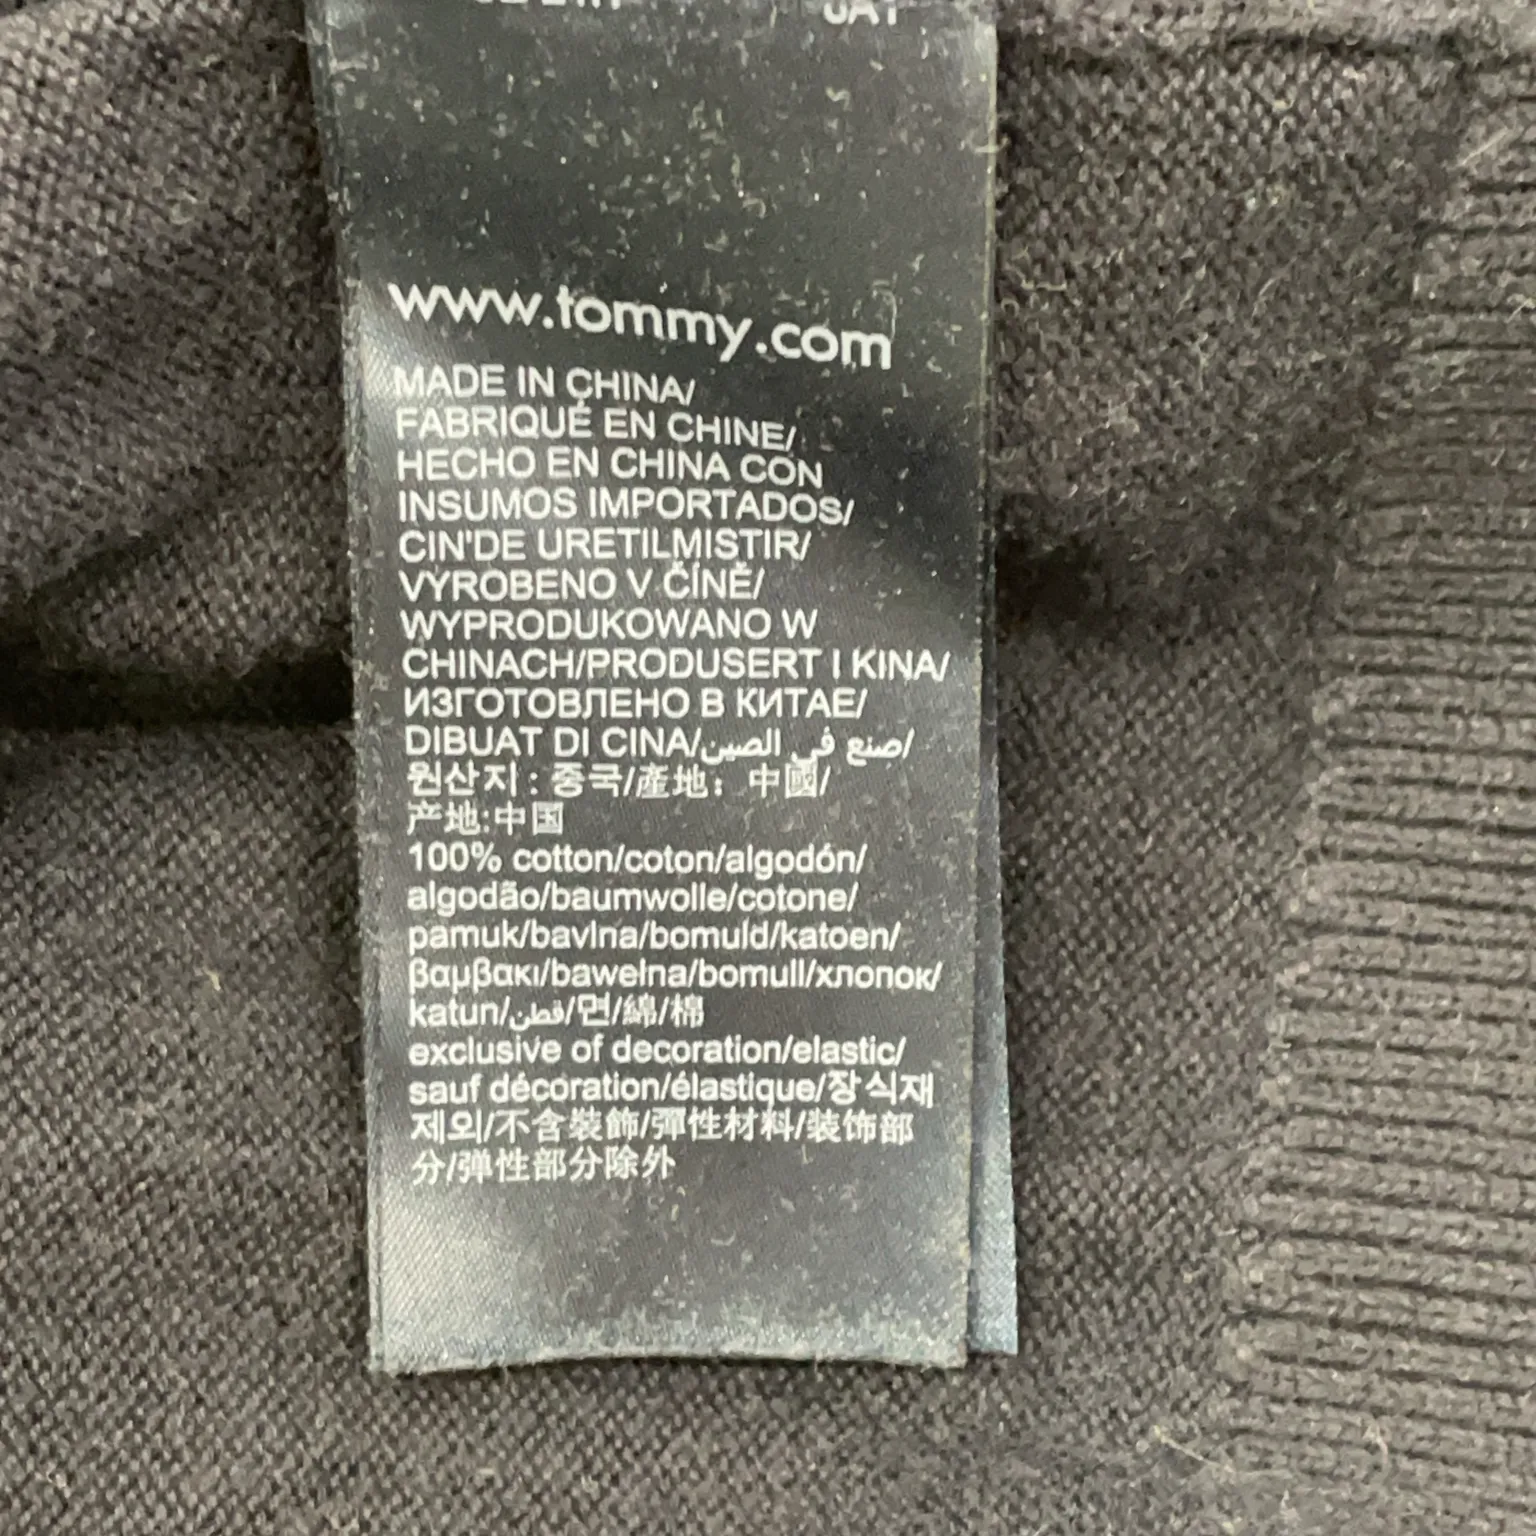 www.tommy.com
MADE IN CHINA/
FABRIQUÉ EN CHINE/
HECHO EN CHINA CON
INSUMOS IMPORTADOS/
CIN'DE URETILMISTIR/
VYROBENO V ČÍNĚ/
WYPRODUKOWANO W
CHINACH/PRODUSERT I KINA/
ИЗГОТОВЛЕНО В КИТАЕ/
DIBUAT DI CINA/صنع في الصين/
원산지 : 중국/產地：中國/
产地:中国
100% cotton/coton/algodón/
algodão/baumwolle/cotone/
pamuk/bavlna/bomuld/katoen/
βαμβακι/bawełna/bomull/хлопок/
katun/قطن/면/綿/棉
exclusive of decoration/elastic/
sauf décoration/élastique/장식재
제외/不含裝飾/彈性材料/装饰部
分/弹性部分除外